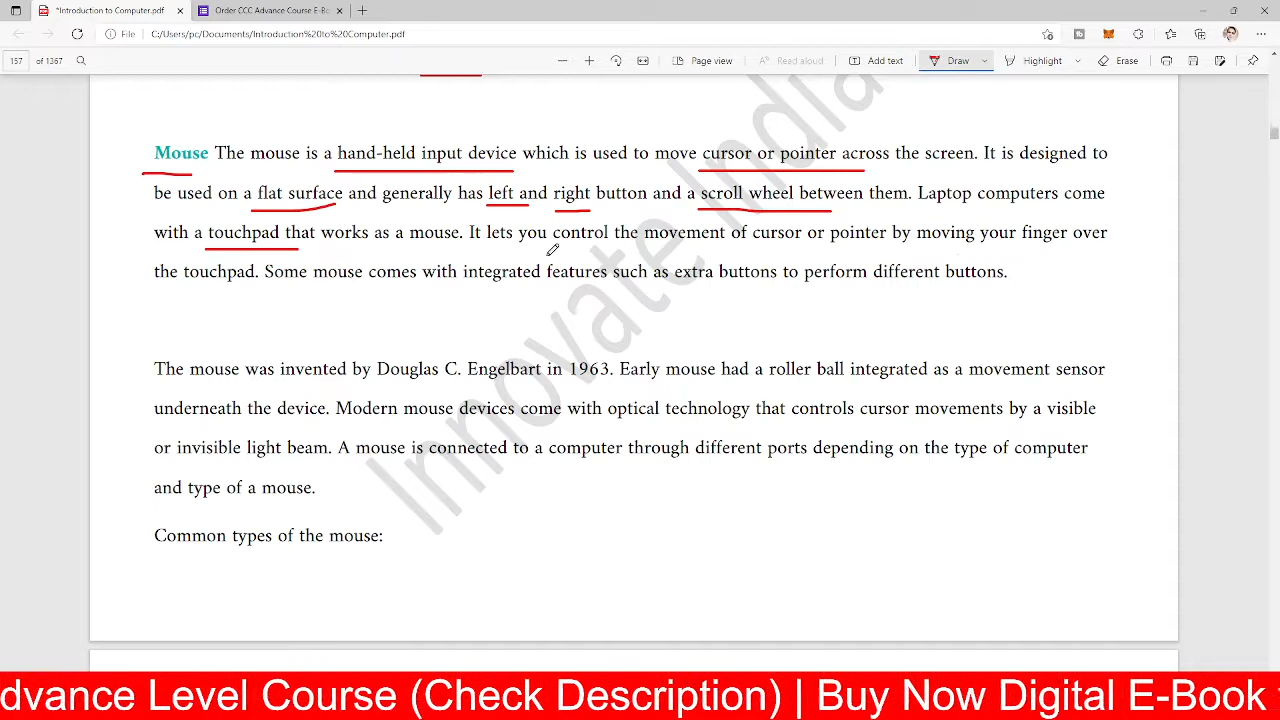 *Introduction to Computer.pdf
Order CCC Advance Course E-Bo
File C:/Users/pc/Documents/Introduction%20to%20Computer.pdf
157 of 1367 Page view Read aloud Add text Draw Highlight Erase
Mouse The mouse is a hand-held input device which is used to move cursor or pointer across the screen. It is designed to
be used on a flat surface and generally has left and right button and a scroll wheel between them. Laptop computers come
with a touchpad that works as a mouse. It lets you control the movement of cursor or pointer by moving your finger over
the touchpad. Some mouse comes with integrated features such as extra buttons to perform different buttons.
The mouse was invented by Douglas C. Engelbart in 1963. Early mouse had a roller ball integrated as a movement sensor
underneath the device. Modern mouse devices come with optical technology that controls cursor movements by a visible
or invisible light beam. A mouse is connected to a computer through different ports depending on the type of computer
and type of a mouse.
Common types of the mouse:
Innovate India
dvance Level Course (Check Description) | Buy Now Digital E-Book